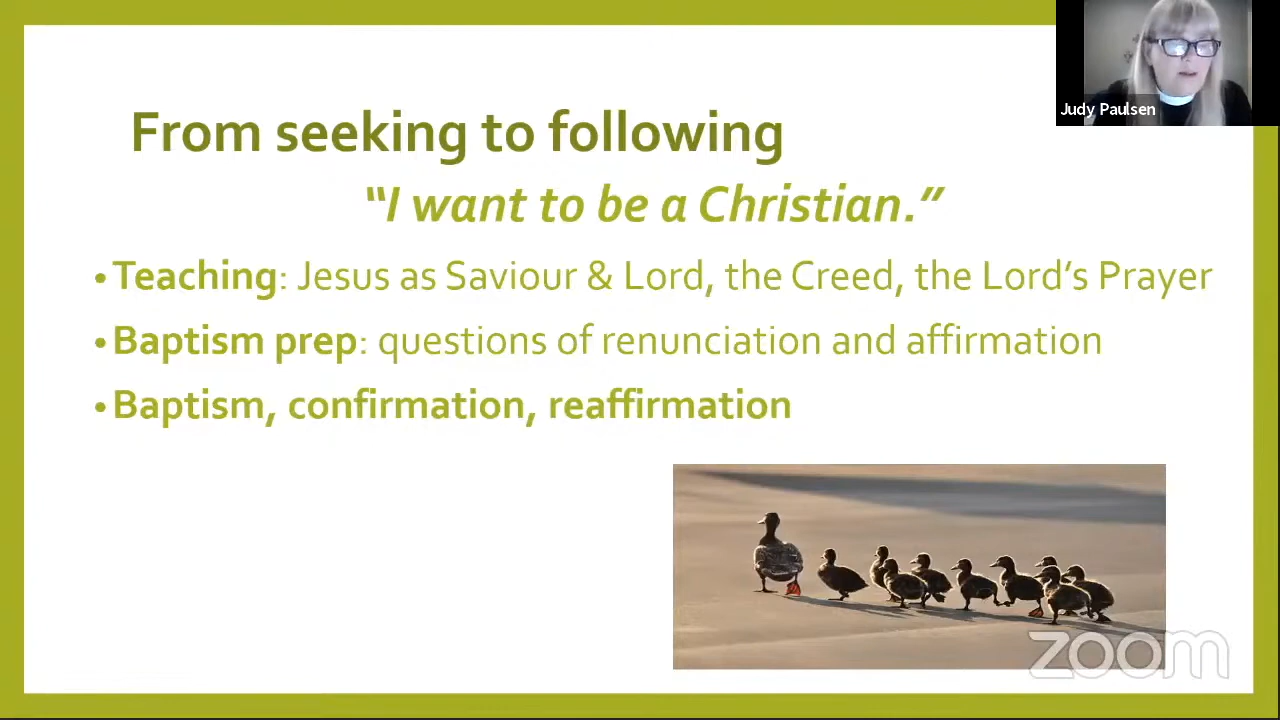 Judy Paulsen
From seeking to following
“I want to be a Christian.”
• Teaching: Jesus as Saviour & Lord, the Creed, the Lord’s Prayer
• Baptism prep: questions of renunciation and affirmation
• Baptism, confirmation, reaffirmation
zoom